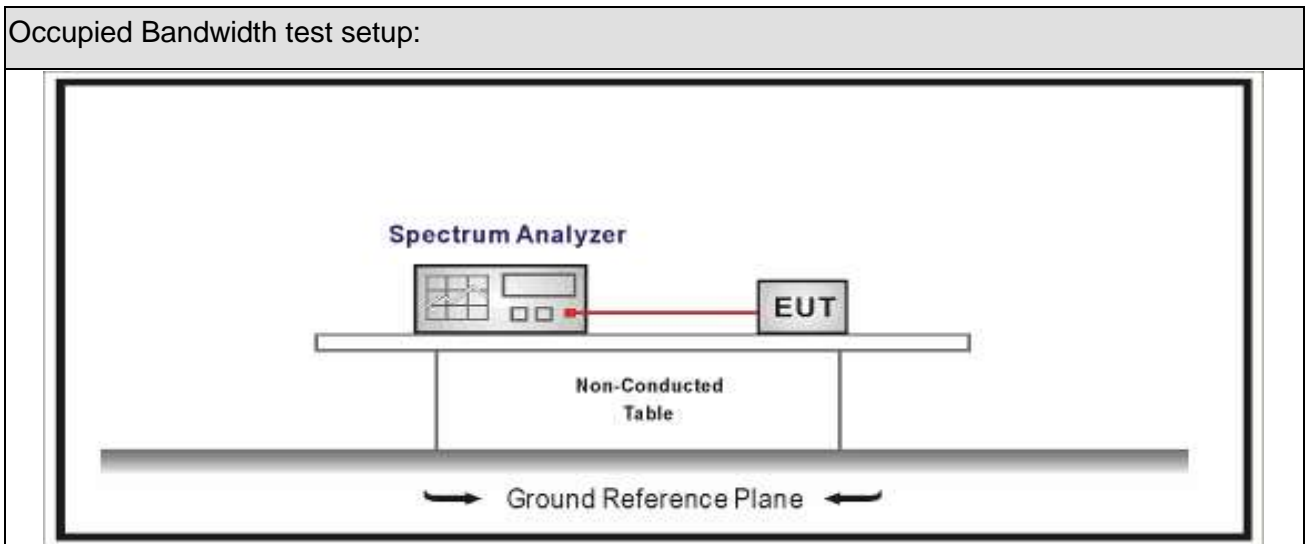 Occupied Bandwidth test setup:
Spectrum Analyzer
EUT
Non-Conducted
Table
Ground Reference Plane